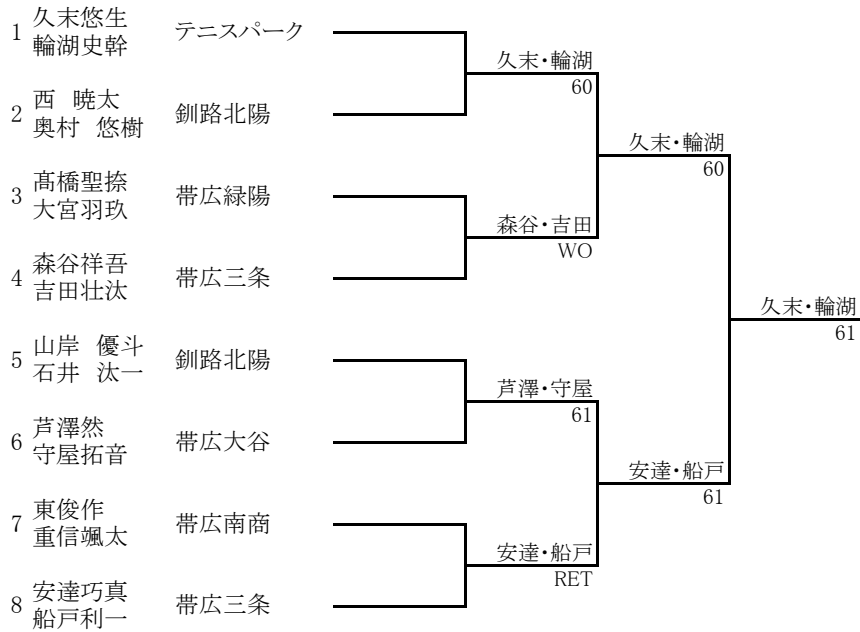 1 久末悠生 テニスパーク
輪湖史幹
久末・輪湖
60
2 西 暁太 釧路北陽
奥村 悠樹
久末・輪湖
60
3 髙橋聖捺 帯広緑陽
大宮羽玖
森谷・吉田
WO
4 森谷祥吾 帯広三条
吉田壮汰
久末・輪湖
61
5 山岸 優斗 釧路北陽
石井 汰一
芦澤・守屋
61
6 芦澤然 帯広大谷
守屋拓音
安達・船戸
61
7 東俊作 帯広南商
重信颯太
安達・船戸
RET
8 安達巧真 帯広三条
船戸利一